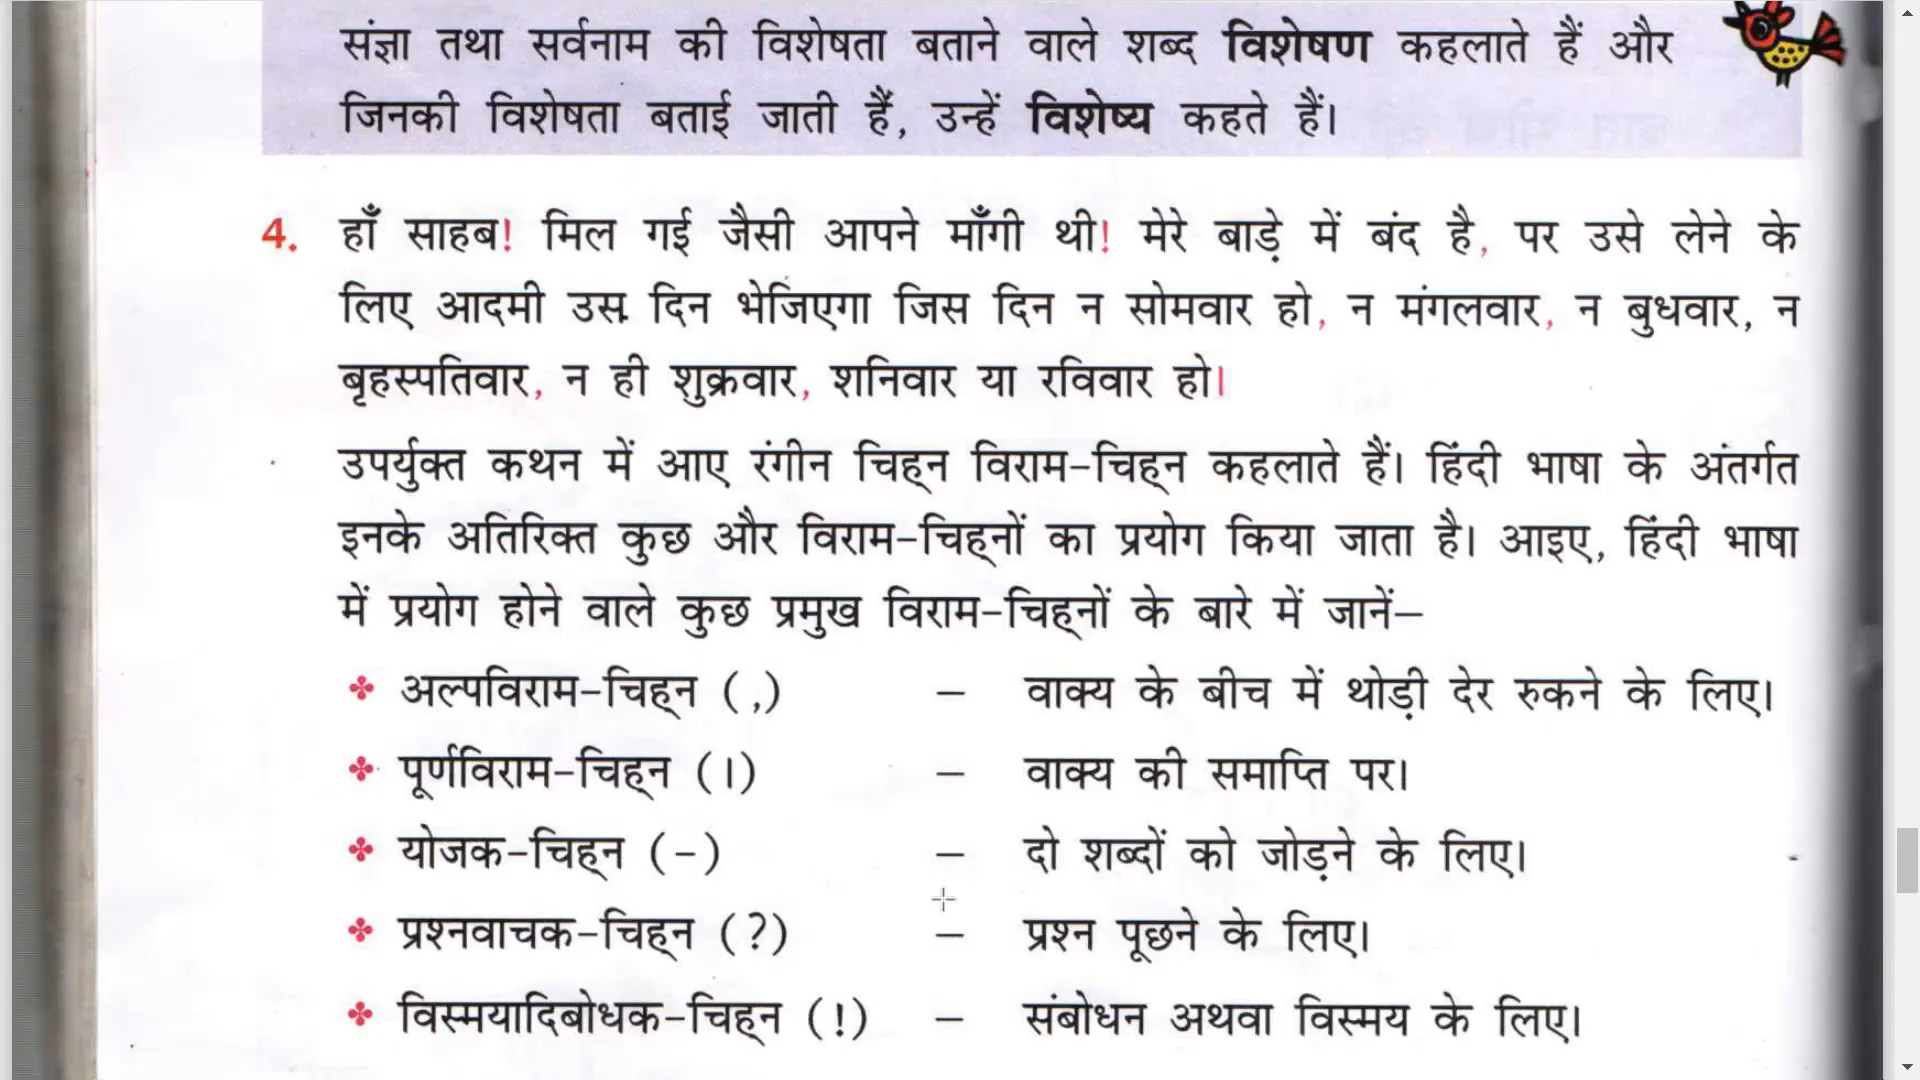 संज्ञा तथा सर्वनाम की विशेषता बताने वाले शब्द विशेषण कहलाते हैं और
जिनकी विशेषता बताई जाती हैं, उन्हें विशेष्य कहते हैं।
4. हाँ साहब! मिल गई जैसी आपने माँगी थी! मेरे बाड़े में बंद है, पर उसे लेने के
लिए आदमी उस दिन भेजिएगा जिस दिन न सोमवार हो, न मंगलवार, न बुधवार, न
बृहस्पतिवार, न ही शुक्रवार, शनिवार या रविवार हो।
उपर्युक्त कथन में आए रंगीन चिह्न विराम-चिह्न कहलाते हैं। हिंदी भाषा के अंतर्गत
इनके अतिरिक्त कुछ और विराम-चिह्नों का प्रयोग किया जाता है। आइए, हिंदी भाषा
में प्रयोग होने वाले कुछ प्रमुख विराम-चिह्नों के बारे में जानें–
अल्पविराम-चिह्न (,) – वाक्य के बीच में थोड़ी देर रुकने के लिए।
पूर्णविराम-चिह्न (।) – वाक्य की समाप्ति पर।
योजक-चिह्न (-) – दो शब्दों को जोड़ने के लिए।
प्रश्नवाचक-चिह्न (?) – प्रश्न पूछने के लिए।
विस्मयादिबोधक-चिह्न (!) – संबोधन अथवा विस्मय के लिए।